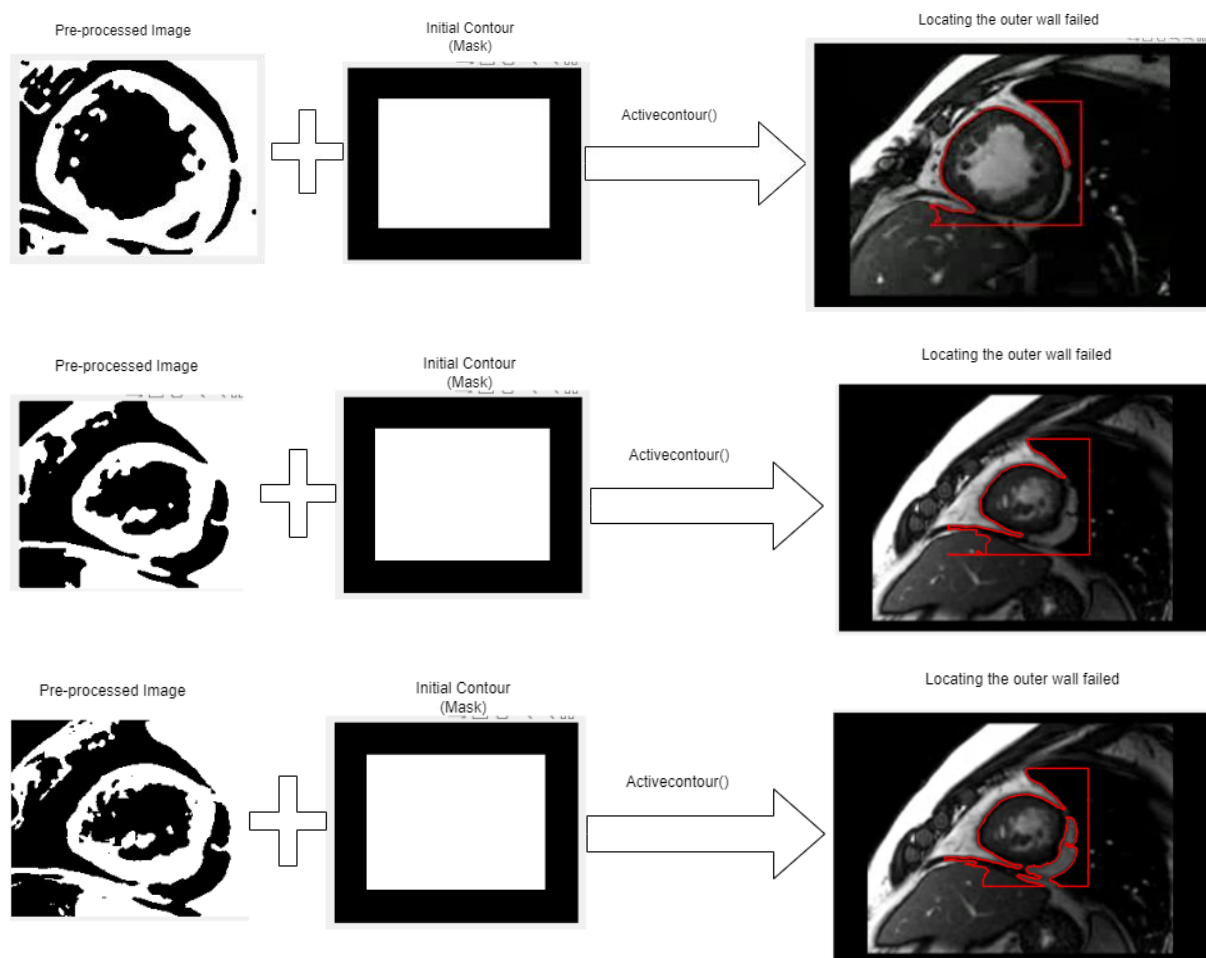 Pre-processed Image
Initial Contour
(Mask)
Locating the outer wall failed
Activecontour()
Pre-processed Image
Initial Contour
(Mask)
Locating the outer wall failed
Activecontour()
Pre-processed Image
Initial Contour
(Mask)
Locating the outer wall failed
Activecontour()